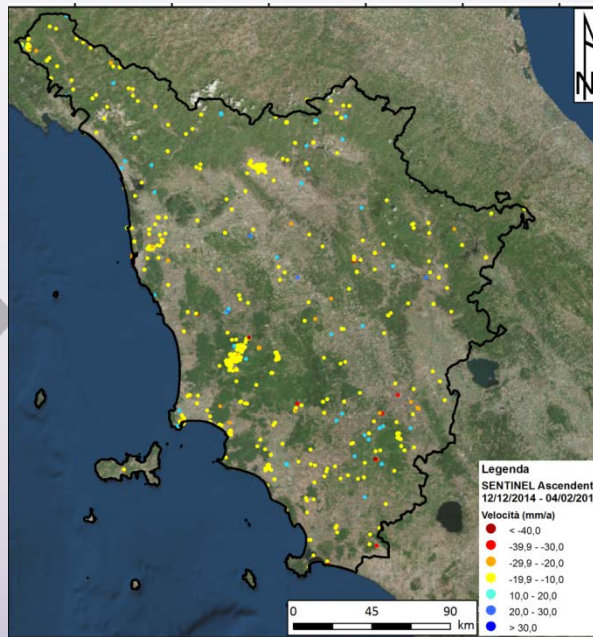 N
Legenda
SENTINEL Ascendent
12/12/2014 - 04/02/201
Velocità (mm/a)
< -40,0
-39,9 - -30,0
-29,9 - -20,0
-19,9 - -10,0
10,0 - 20,0
20,0 - 30,0
> 30,0
0 45 90
km